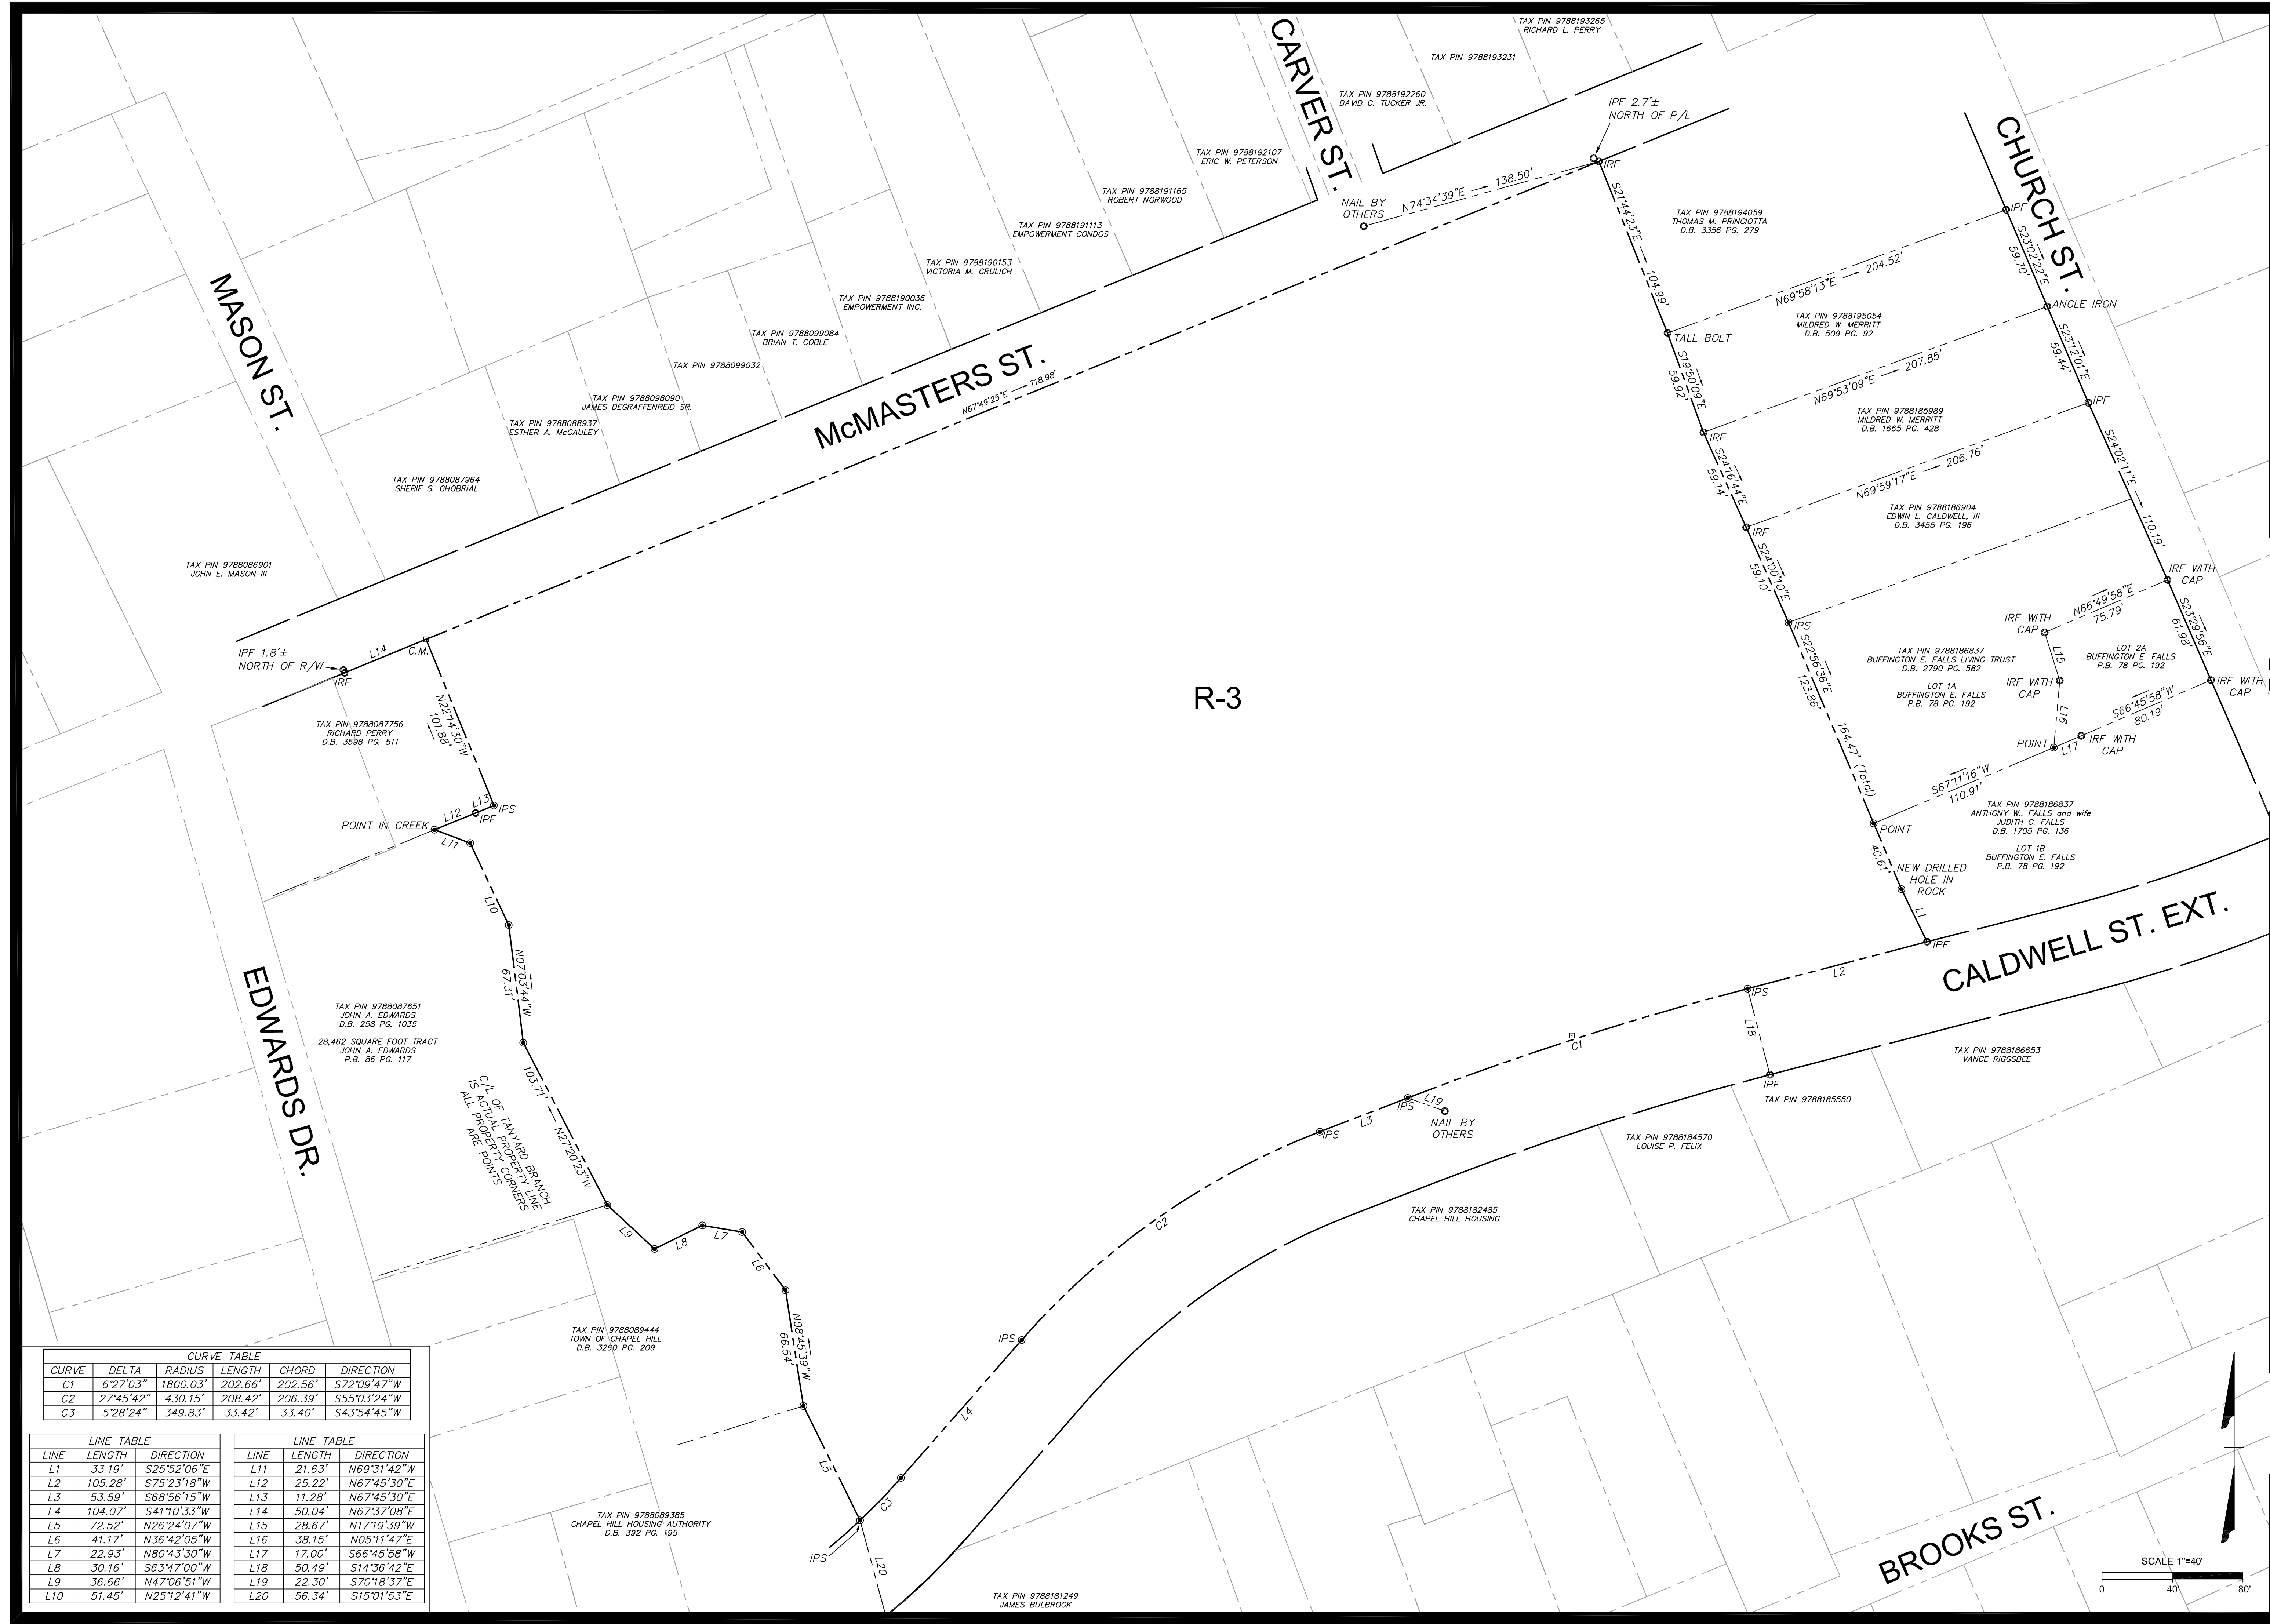 TAX PIN 9788193265
RICHARD L. PERRY
TAX PIN 9788193231
CARVER ST.
TAX PIN 9788192260
DAVID C. TUCKER JR.
IPF 2.7'±
NORTH OF P/L
CHURCH ST.
TAX PIN 9788192107
ERIC W. PETERSON
IRF
TAX PIN 9788191165
ROBERT NORWOOD
NAIL BY
OTHERS
N74°34'39"E 138.50'
TAX PIN 9788191113
EMPOWERMENT CONDOS
TAX PIN 9788190153
VICTORIA M. GRULICH
TAX PIN 9788190036
EMPOWERMENT INC.
TAX PIN 9788099084
BRIAN T. COBLE
TAX PIN 9788099032
TAX PIN 9788098090
JAMES DEGRAFFENREID SR.
TAX PIN 9788088937
ESTHER A. McCAULEY
TAX PIN 9788087964
SHERIF S. GHOBRIAL
TAX PIN 9788086901
JOHN E. MASON III
MASON ST.
McMASTERS ST.
N67°49'25"E 718.98'
S21°44'23"E 104.99'
TAX PIN 9788194059
THOMAS M. PRINCIOTTA
D.B. 3356 PG. 279
IPF
S23°02'22"E
59.70'
N69°58'13"E 204.52'
ANGLE IRON
TALL BOLT
TAX PIN 9788195054
MILDRED W. MERRITT
D.B. 509 PG. 92
S19°50'09"E
59.92'
S23°12'01"E
59.44'
N69°53'09"E 207.85'
IPF
IRF
TAX PIN 9788185989
MILDRED W. MERRITT
D.B. 1665 PG. 428
S24°16'44"E
59.14'
N69°59'17"E 206.76'
S24°02'11"E 110.19'
IRF
TAX PIN 9788186904
EDWIN L. CALDWELL, III
D.B. 3455 PG. 196
S24°00'10"E
59.10'
IRF WITH
CAP
N66°49'58"E
75.79'
IPS
IRF WITH
CAP
S23°29'56"E
61.98'
L15
TAX PIN 9788186837
BUFFINGTON E. FALLS LIVING TRUST
D.B. 2790 PG. 582
LOT 1A
BUFFINGTON E. FALLS
P.B. 78 PG. 192
LOT 2A
BUFFINGTON E. FALLS
P.B. 78 PG. 192
IRF WITH
CAP
IRF WITH
CAP
S22°56'36"E
123.86'
164.47' (Total)
L16
S66°45'58"W
80.19'
POINT
L17
IRF WITH
CAP
S67°11'16"W
110.91'
TAX PIN 9788186837
ANTHONY W.. FALLS and wife
JUDITH C. FALLS
D.B. 1705 PG. 136
LOT 1B
BUFFINGTON E. FALLS
P.B. 78 PG. 192
POINT
40.61'
NEW DRILLED
HOLE IN
ROCK
L1
IPF
R-3
IPF 1.8'±
NORTH OF R/W
L14
C.M.
IRF
TAX PIN 9788087756
RICHARD PERRY
D.B. 3598 PG. 511
N22°14'30"W
101.88'
L13
IPS
L12
IPF
POINT IN CREEK
L11
L10
EDWARDS DR.
TAX PIN 9788087651
JOHN A. EDWARDS
D.B. 258 PG. 1035
28,462 SQUARE FOOT TRACT
JOHN A. EDWARDS
P.B. 86 PG. 117
N07°03'44"W
67.31'
103.71' N27°20'23"W
C/L OF TANYARD BRANCH
IS ACTUAL PROPERTY LINE
ALL PROPERTY CORNERS
ARE POINTS
L9
L8
L7
L6
N08°45'39"W
66.54'
L5
CALDWELL ST. EXT.
L2
IPS
L18
IPF
C1
TAX PIN 9788186653
VANCE RIGGSBEE
TAX PIN 9788185550
L19
IPS
NAIL BY
OTHERS
L3
IPS
TAX PIN 9788184570
LOUISE P. FELIX
TAX PIN 9788182485
CHAPEL HILL HOUSING
C2
IPS
L4
C3
IPS
L20
TAX PIN 9788089444
TOWN OF CHAPEL HILL
D.B. 3290 PG. 209
TAX PIN 9788089385
CHAPEL HILL HOUSING AUTHORITY
D.B. 392 PG. 195
TAX PIN 9788181249
JAMES BULBROOK
BROOKS ST.
SCALE 1"=40'
0 40' 80'
CURVE TABLE
CURVE DELTA RADIUS LENGTH CHORD DIRECTION
C1 6°27'03" 1800.03' 202.66' 202.56' S72°09'47"W
C2 27°45'42" 430.15' 208.42' 206.39' S55°03'24"W
C3 5°28'24" 349.83' 33.42' 33.40' S43°54'45"W
LINE TABLE
LINE LENGTH DIRECTION
L1 33.19' S25°52'06"E
L2 105.28' S75°23'18"W
L3 53.59' S68°56'15"W
L4 104.07' S41°10'33"W
L5 72.52' N26°24'07"W
L6 41.17' N36°42'05"W
L7 22.93' N80°43'30"W
L8 30.16' S63°47'00"W
L9 36.66' N47°06'51"W
L10 51.45' N25°12'41"W
LINE TABLE
LINE LENGTH DIRECTION
L11 21.63' N69°31'42"W
L12 25.22' N67°45'30"E
L13 11.28' N67°45'30"E
L14 50.04' N67°37'08"E
L15 28.67' N17°19'39"W
L16 38.15' N05°11'47"E
L17 17.00' S66°45'58"W
L18 50.49' S14°36'42"E
L19 22.30' S70°18'37"E
L20 56.34' S15°01'53"E